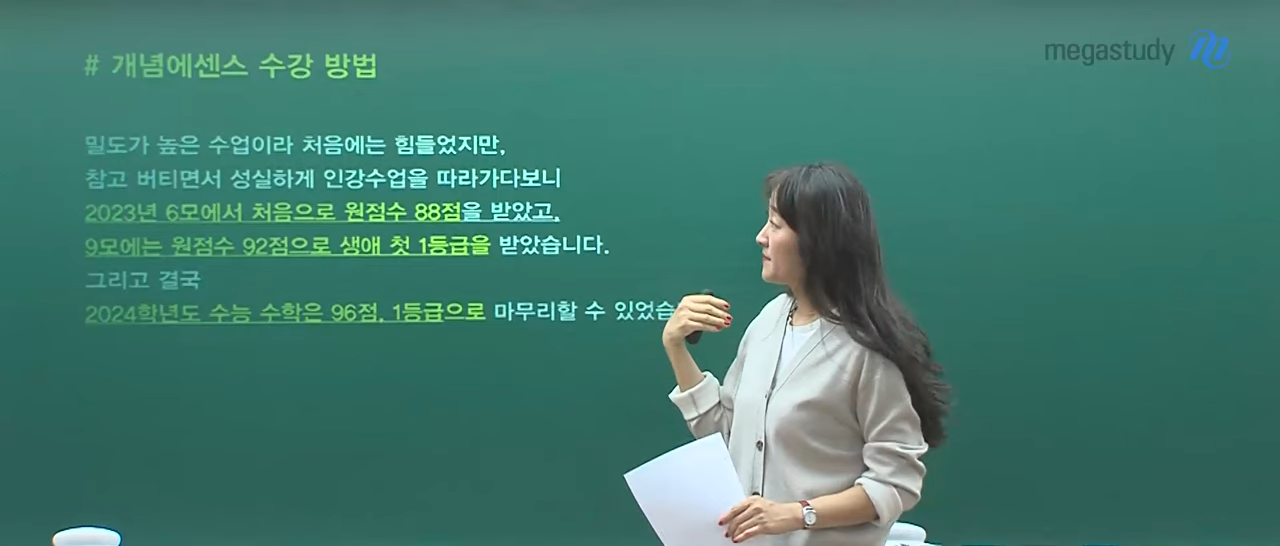 # 개념에센스 수강 방법
megastudy
밀도가 높은 수업이라 처음에는 힘들었지만,
참고 버티면서 성실하게 인강수업을 따라가다보니
2023년 6모에서 처음으로 원점수 88점을 받았고,
9모에는 원점수 92점으로 생애 첫 1등급을 받았습니다.
그리고 결국
2024학년도 수능 수학은 96점, 1등급으로 마무리할 수 있었습